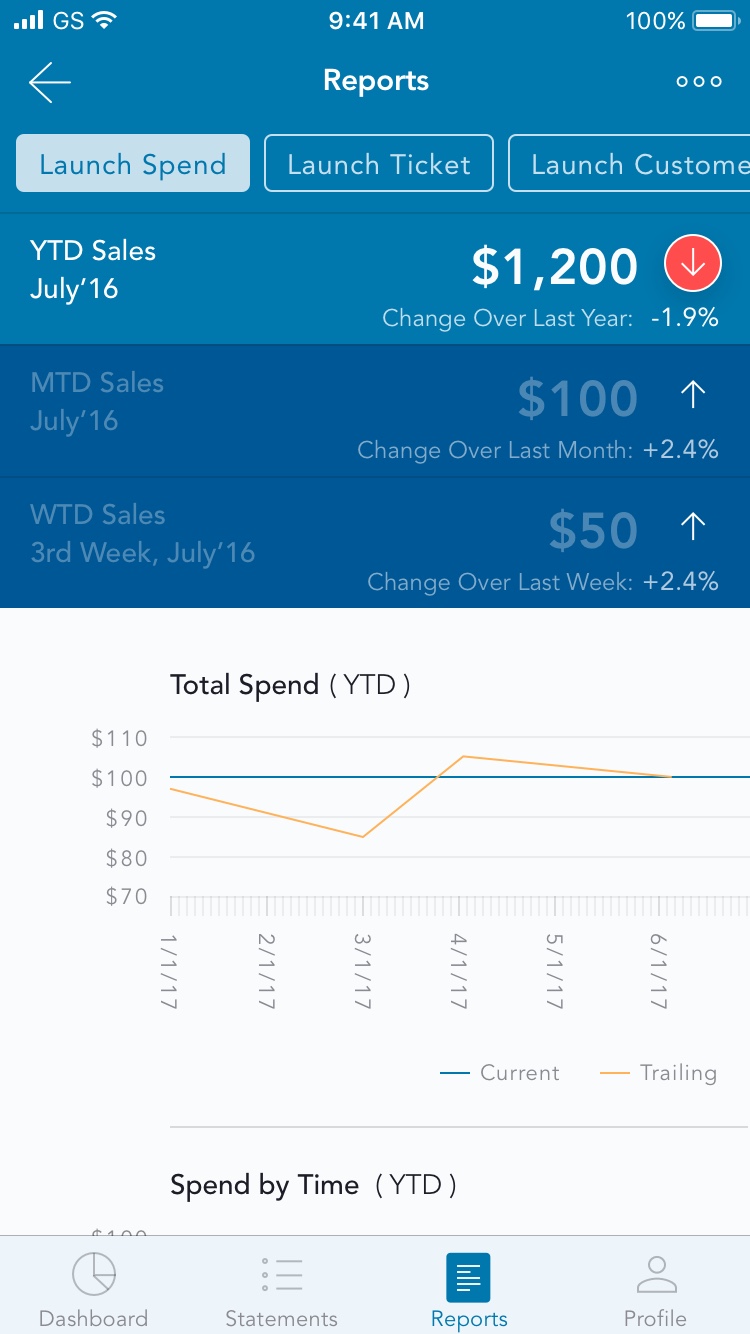 GS 9:41 AM 100%
Reports
Launch Spend Launch Ticket Launch Custome
YTD Sales
July’16
$1,200
Change Over Last Year: -1.9%
MTD Sales
July’16
$100
Change Over Last Month: +2.4%
WTD Sales
3rd Week, July’16
$50
Change Over Last Week: +2.4%
Total Spend ( YTD )
$110
$100
$90
$80
$70
1/1/17
2/1/17
3/1/17
4/1/17
5/1/17
6/1/17
Current Trailing
Spend by Time ( YTD )
$100
Dashboard Statements Reports Profile